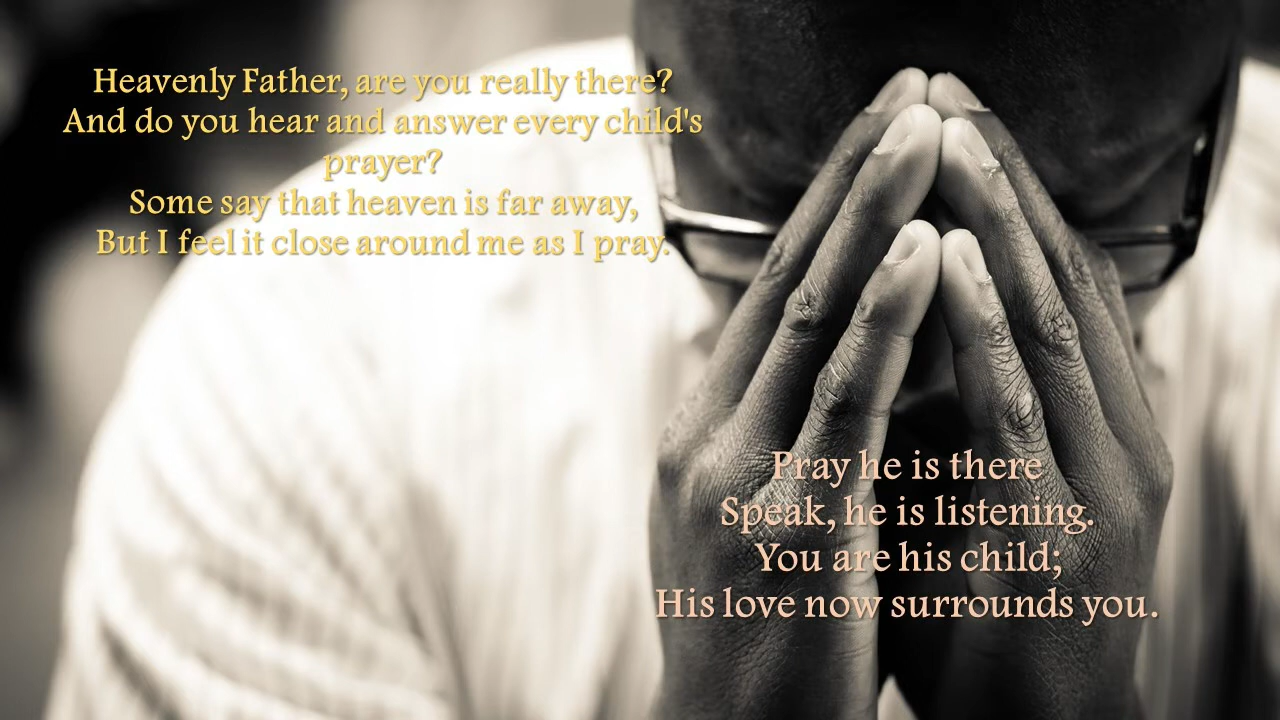 Heavenly Father, are you really there?
And do you hear and answer every child's
prayer?
Some say that heaven is far away,
But I feel it close around me as I pray.
Pray he is there
Speak, he is listening.
You are his child;
His love now surrounds you.